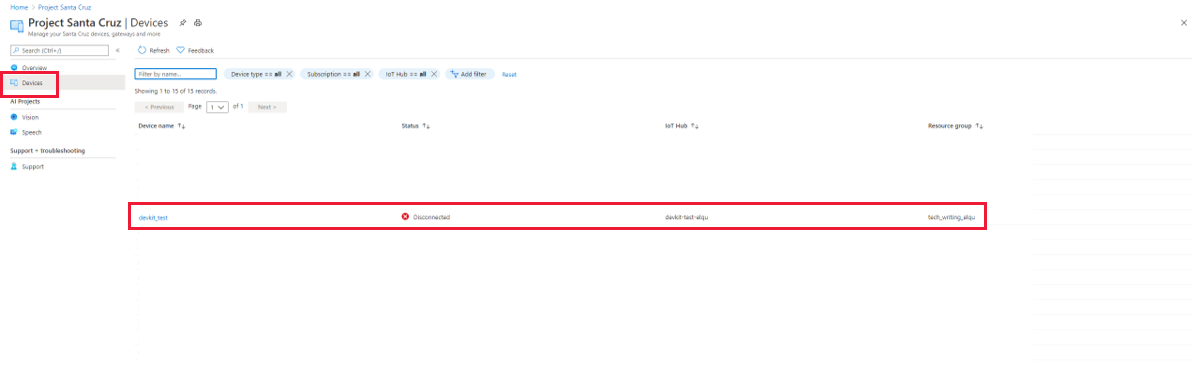 Home > Project Santa Cruz
Project Santa Cruz | Devices
Manage your Santa Cruz devices, gateways and more
Search (Ctrl+/)
«
Refresh
Feedback
Overview
Devices
AI Projects
Vision
Speech
Support + troubleshooting
Support
Filter by name...
Device type == all
Subscription == all
IoT Hub == all
Add filter
Reset
Showing 1 to 15 of 15 records.
< Previous Page 1 of 1 Next >
Device name ↑↓ Status ↑↓ IoT Hub ↑↓ Resource group ↑↓
devkit_test Disconnected devkit-test-elqu tech_writing_elqu